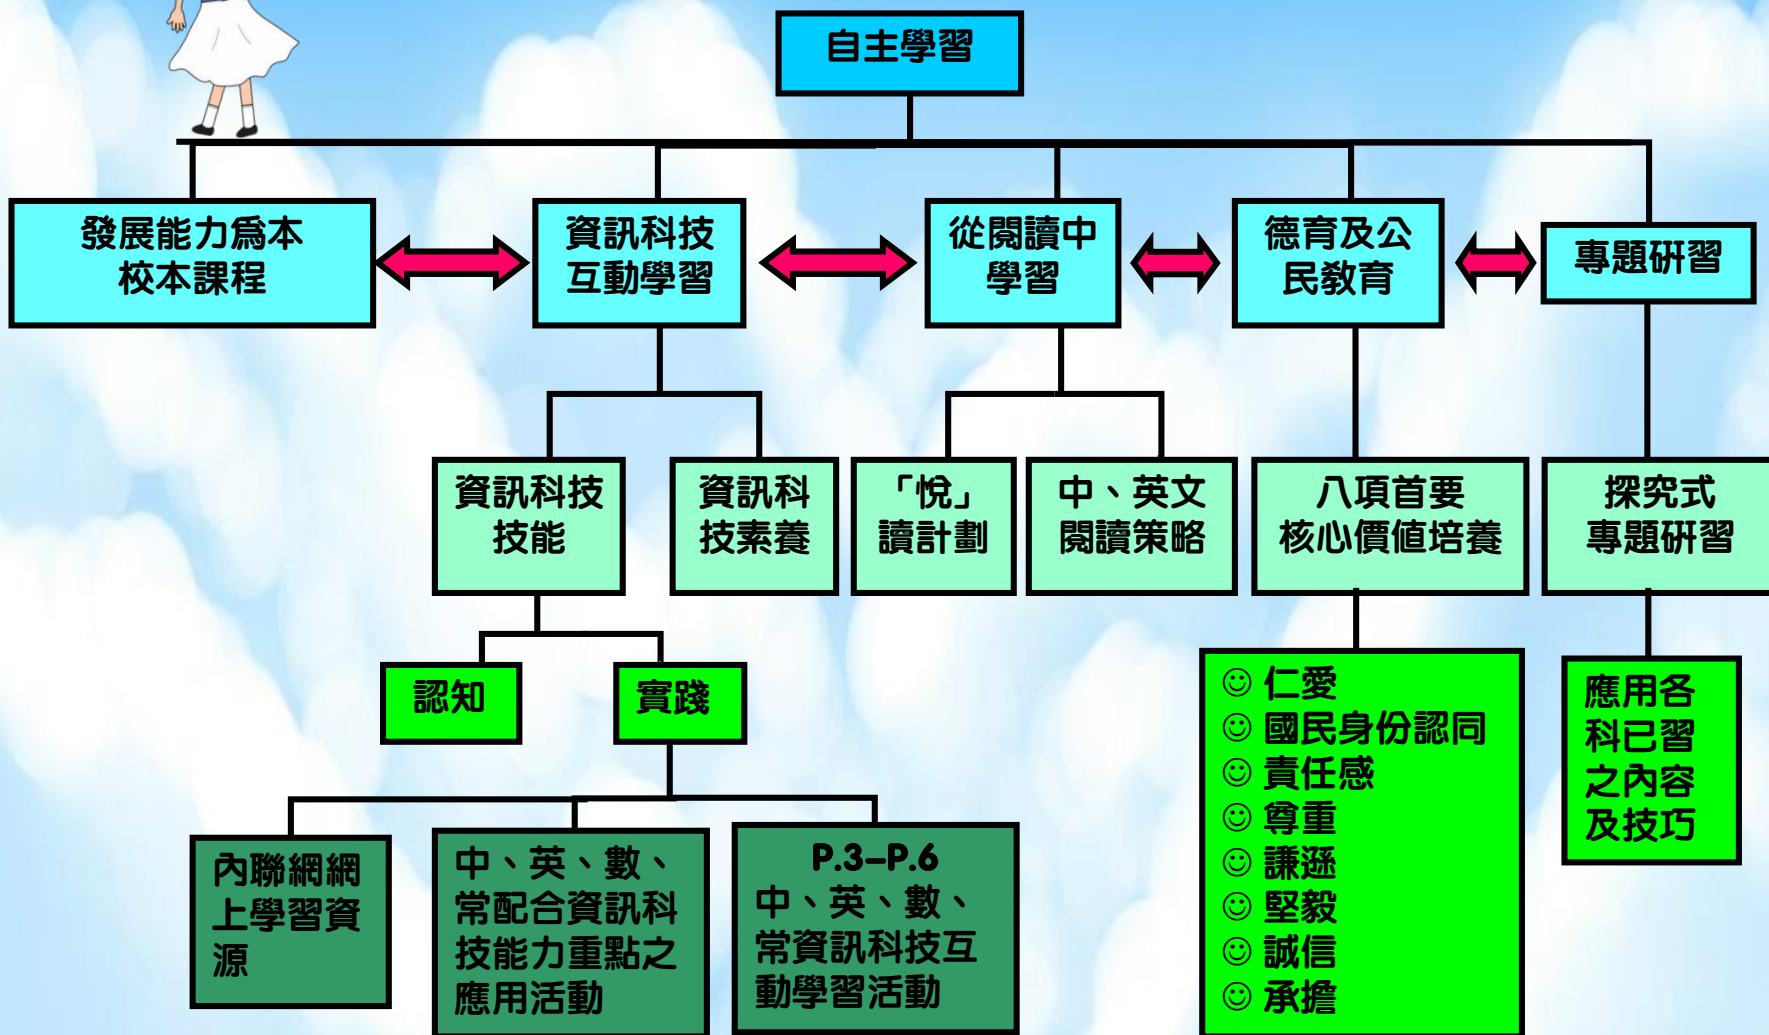 自主學習
發展能力為本
校本課程
資訊科技
互動學習
從閱讀中
學習
德育及公
民教育
專題研習
資訊科技
技能
資訊科
技素養
「悅」
讀計劃
中、英文
閱讀策略
八項首要
核心價值培養
探究式
專題研習
認知
實踐
☺ 仁愛
☺ 國民身份認同
☺ 責任感
☺ 尊重
☺ 謙遜
☺ 堅毅
☺ 誠信
☺ 承擔
應用各
科已習
之內容
及技巧
內聯網網
上學習資
源
中、英、數、
常配合資訊科
技能力重點之
應用活動
P.3–P.6
中、英、數、
常資訊科技互
動學習活動